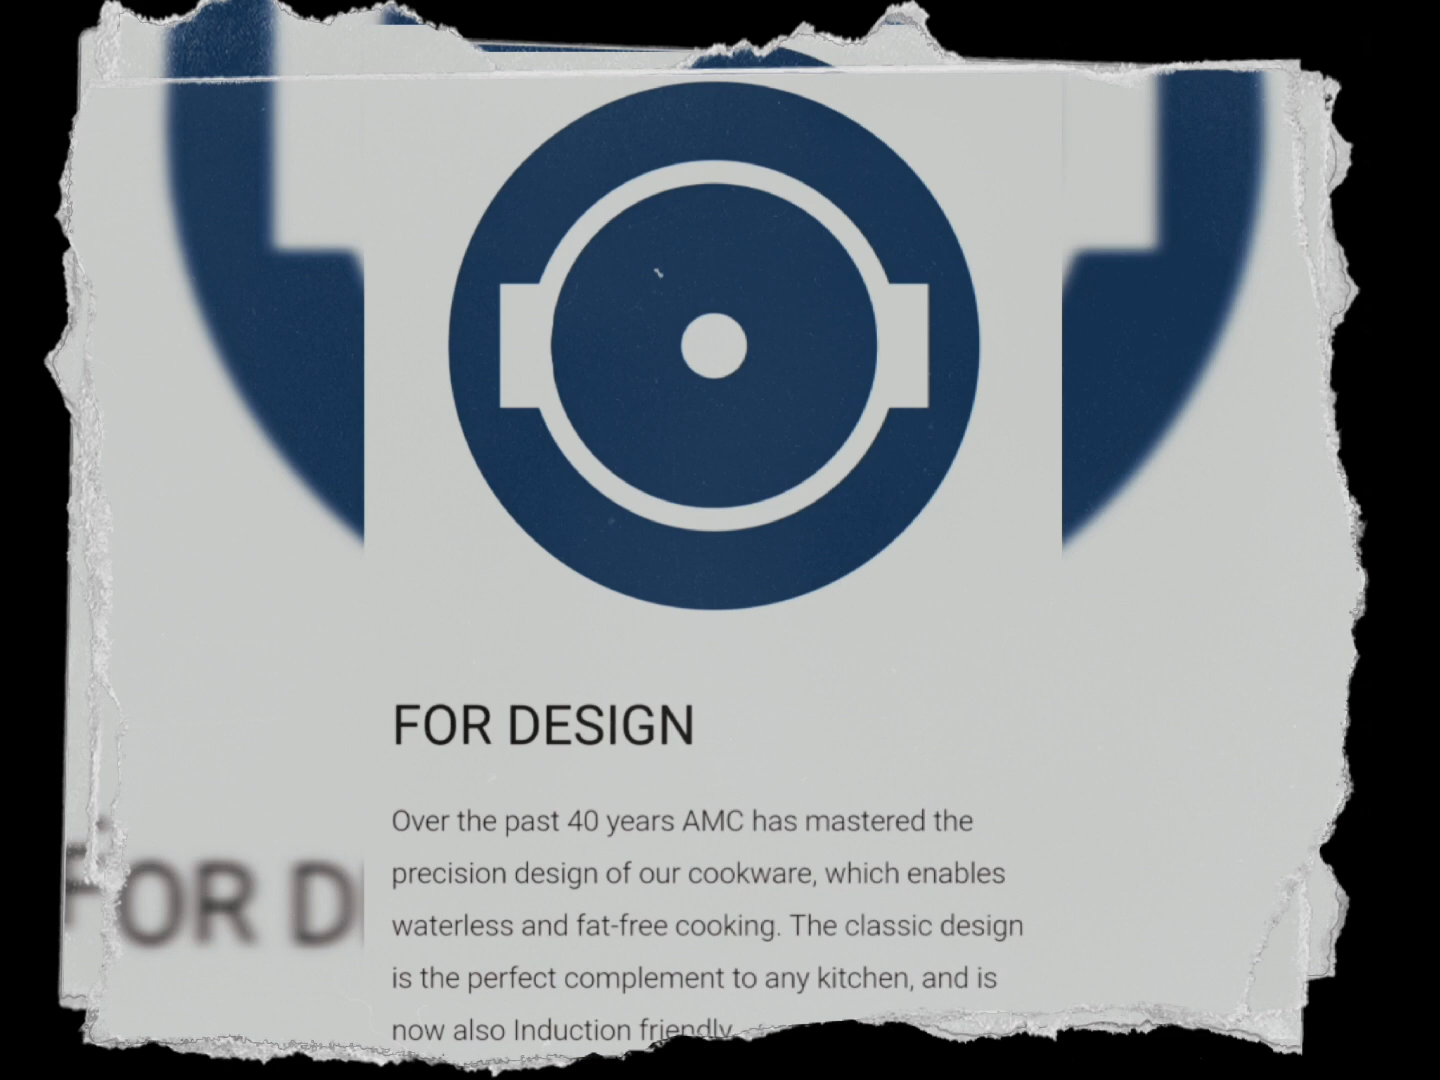 FOR DESIGN
Over the past 40 years AMC has mastered the
precision design of our cookware, which enables
waterless and fat-free cooking. The classic design
is the perfect complement to any kitchen, and is
now also Induction friendly
FOR D